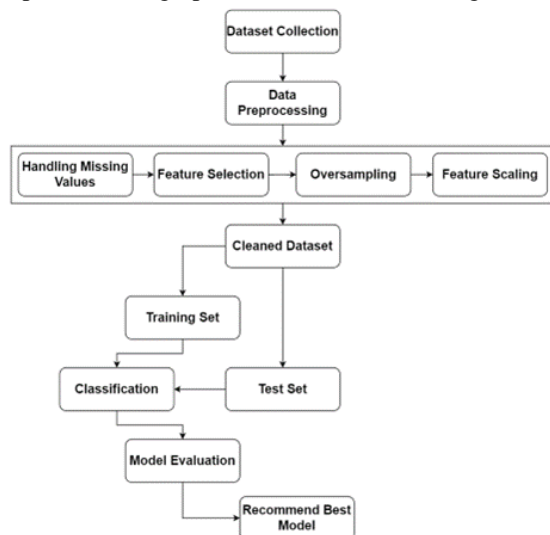 Dataset Collection
Data
Preprocessing
Handling Missing
Values
Feature Selection
Oversampling
Feature Scaling
Cleaned Dataset
Training Set
Classification
Test Set
Model Evaluation
Recommend Best
Model